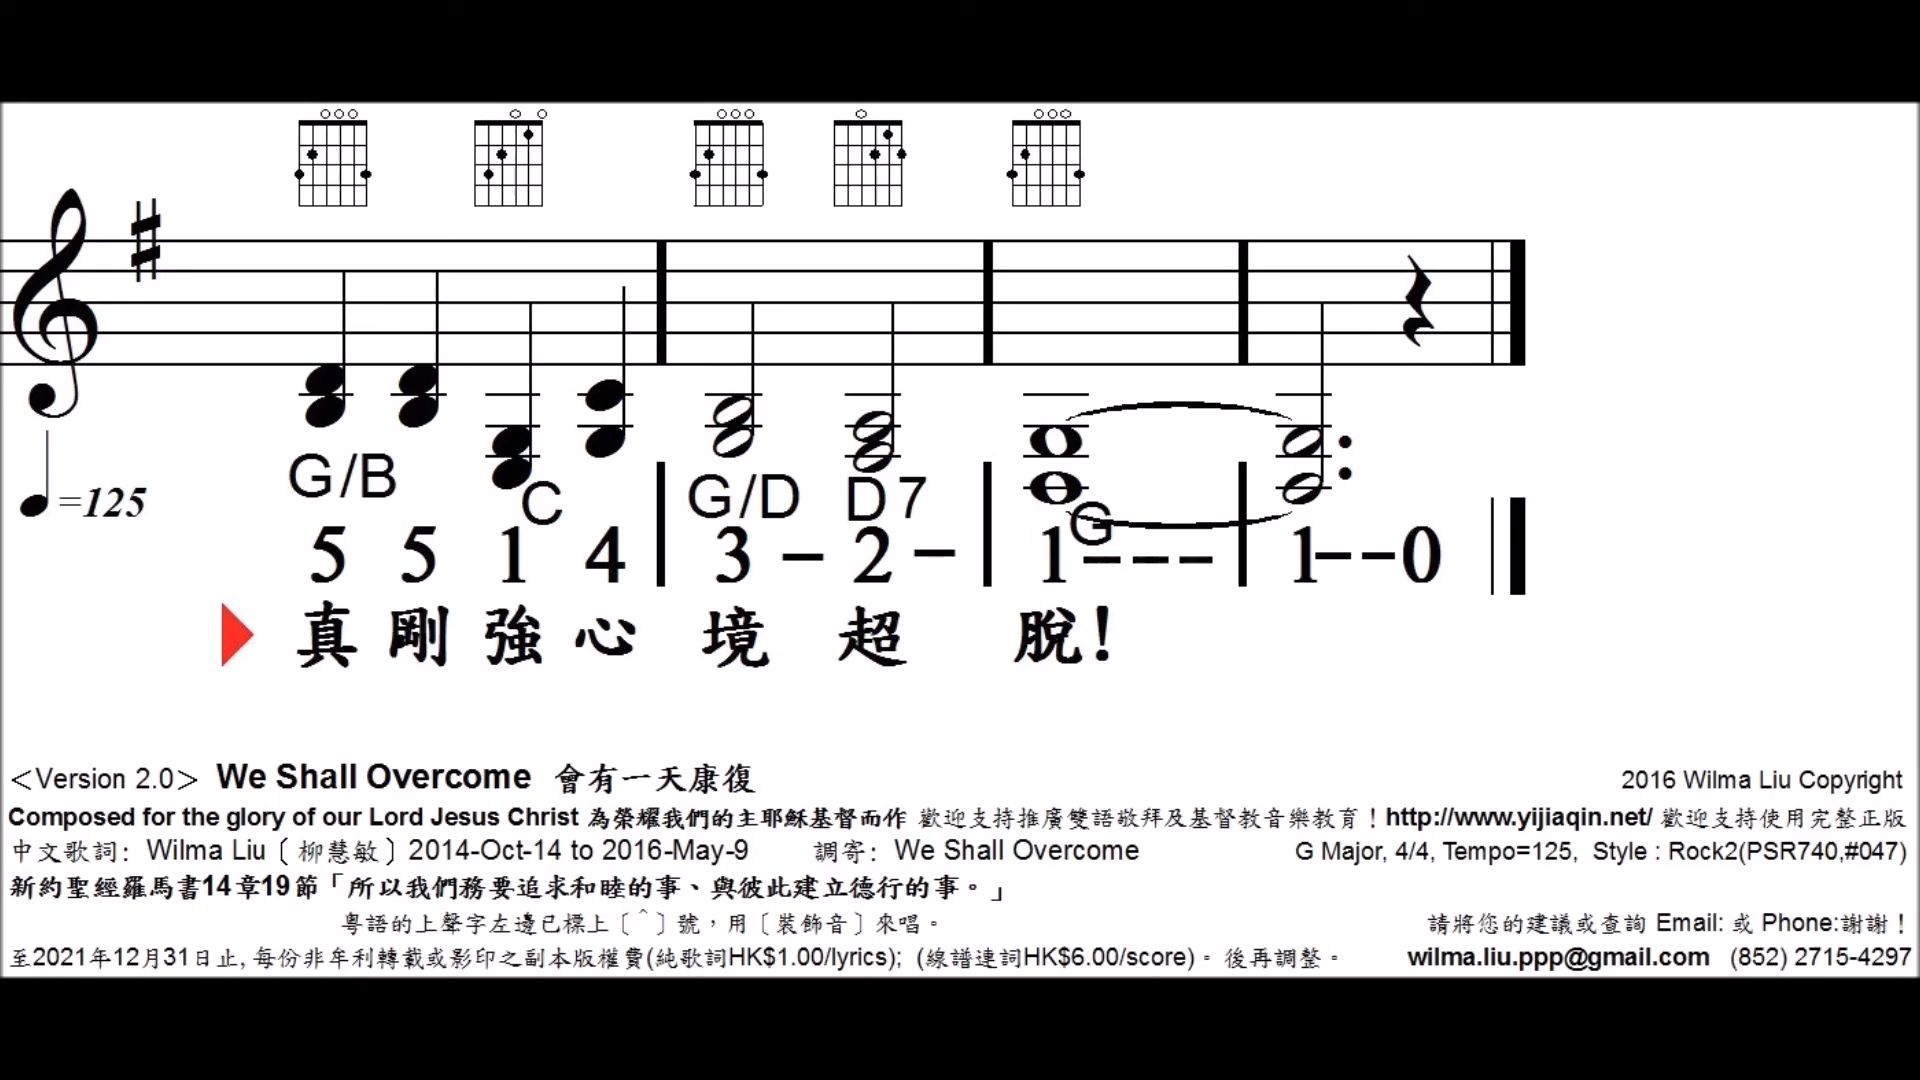 G/B C G/D D7 G
=125
5 5 1 4 3 – 2 – 1 - - - - 1 - - 0
真剛強心境超脫！
<Version 2.0> We Shall Overcome 會有一天康復 2016 Wilma Liu Copyright
Composed for the glory of our Lord Jesus Christ 為榮耀我們的主耶穌基督而作 歡迎支持推廣雙語敬拜及基督教音樂教育！http://www.yijiaqin.net/ 歡迎支持使用完整正版
中文歌詞：Wilma Liu〔柳慧敏〕2014-Oct-14 to 2016-May-9 調寄：We Shall Overcome G Major, 4/4, Tempo=125, Style : Rock2(PSR740,#047)
新約聖經羅馬書14章19節「所以我們務要追求和睦的事、與彼此建立德行的事。」
粵語的上聲字左邊已標上〔^〕號，用〔裝飾音〕來唱。 請將您的建議或查詢 Email: 或 Phone:謝謝！
至2021年12月31日止, 每份非牟利轉載或影印之副本版權費(純歌詞HK$1.00/lyrics); (線譜連詞HK$6.00/score)。後再調整。 wilma.liu.ppp@gmail.com (852) 2715-4297